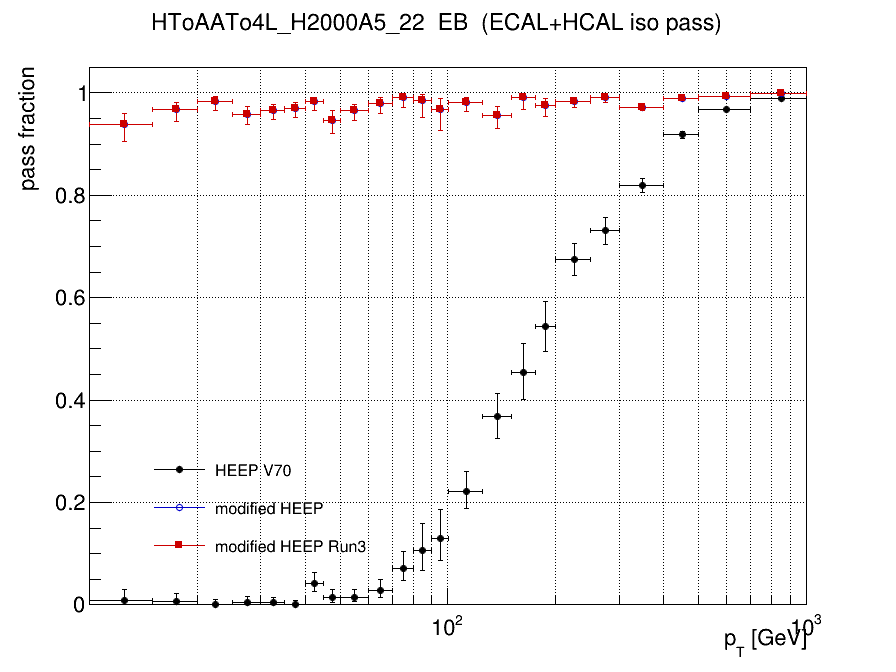 HToAATo4L_H2000A5_22 EB (ECAL+HCAL iso pass)
pass fraction
1
0.8
0.6
0.4
0.2
0
HEEP V70
modified HEEP
modified HEEP Run3
10²
10³
p_T [GeV]